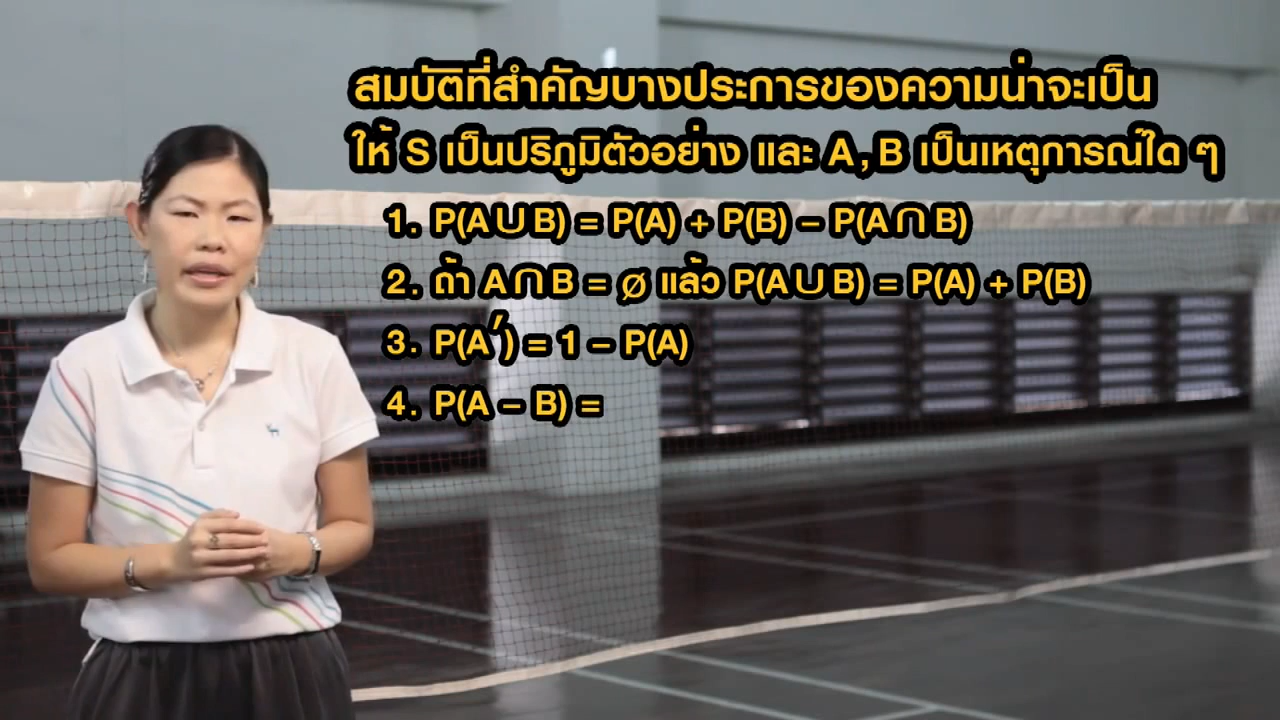 สมบัติที่สำคัญบางประการของความน่าจะเป็น
ให้ S เป็นปริภูมิตัวอย่าง และ A , B เป็นเหตุการณ์ใด ๆ
1. P(A∪B) = P(A) + P(B) – P(A∩B)
2. ถ้า A∩B = ø แล้ว P(A∪B) = P(A) + P(B)
3. P(A′) = 1 – P(A)
4. P(A – B) =